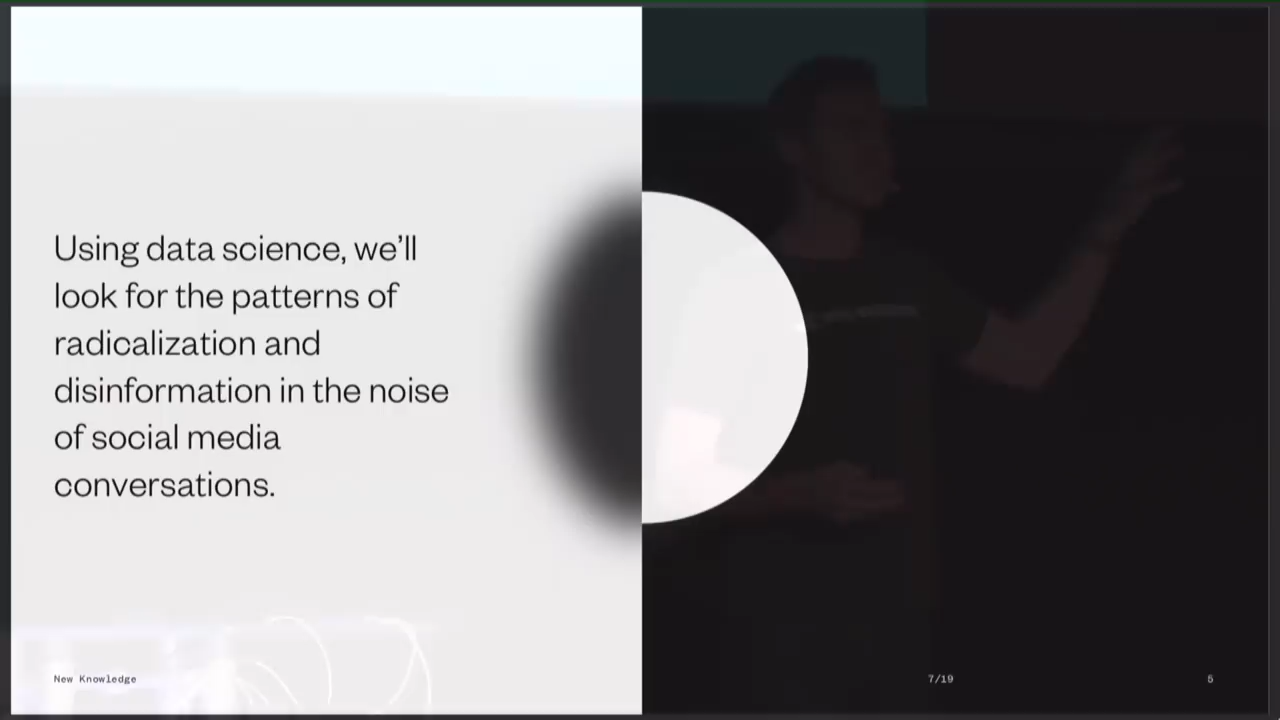 Using data science, we’ll
look for the patterns of
radicalization and
disinformation in the noise
of social media
conversations.
New Knowledge
7/19
5